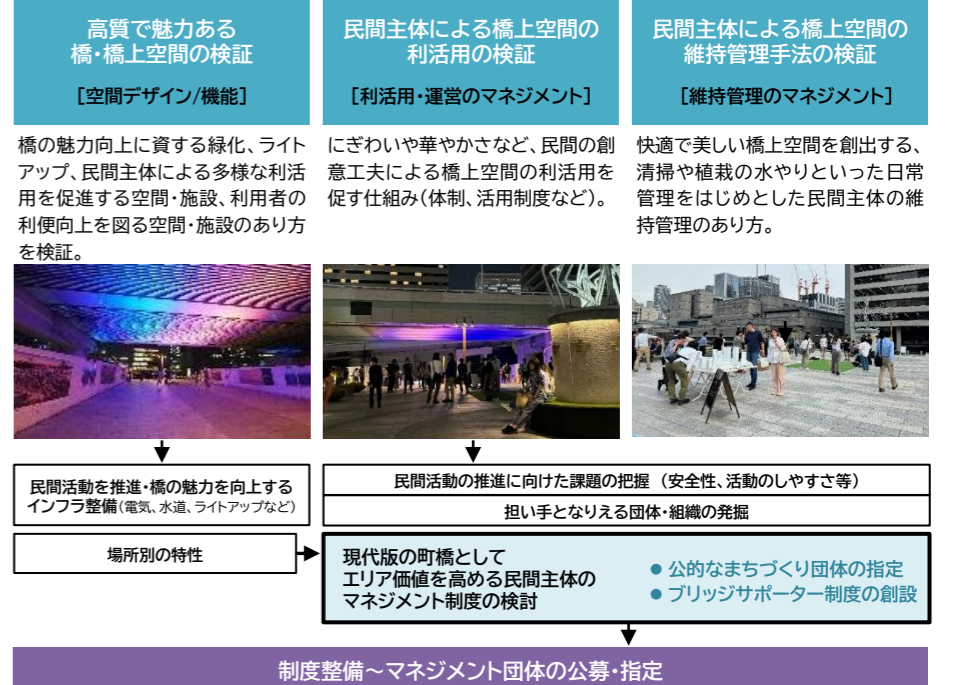 高質で魅力ある
橋・橋上空間の検証
［空間デザイン/機能］
橋の魅力向上に資する緑化、ライト
アップ、民間主体による多様な利活
用を促進する空間・施設、利用者の
利便向上を図る空間・施設のあり方
を検証。
民間主体による橋上空間の
利活用の検証
［利活用・運営のマネジメント］
にぎわいや華やかさなど、民間の創
意工夫による橋上空間の利活用を
促す仕組み（体制、活用制度など）。
民間主体による橋上空間の
維持管理手法の検証
［維持管理のマネジメント］
快適で美しい橋上空間を創出する、
清掃や植栽の水やりといった日常
管理をはじめとした民間主体の維
持管理のあり方。
民間活動を推進・橋の魅力を向上する
インフラ整備（電気、水道、ライトアップなど）
民間活動の推進に向けた課題の把握 （安全性、活動のしやすさ等）
担い手となりえる団体・組織の発掘
場所別の特性
現代版の町橋として
エリア価値を高める民間主体の
マネジメント制度の検討
● 公的なまちづくり団体の指定
● ブリッジサポーター制度の創設
制度整備～マネジメント団体の公募・指定